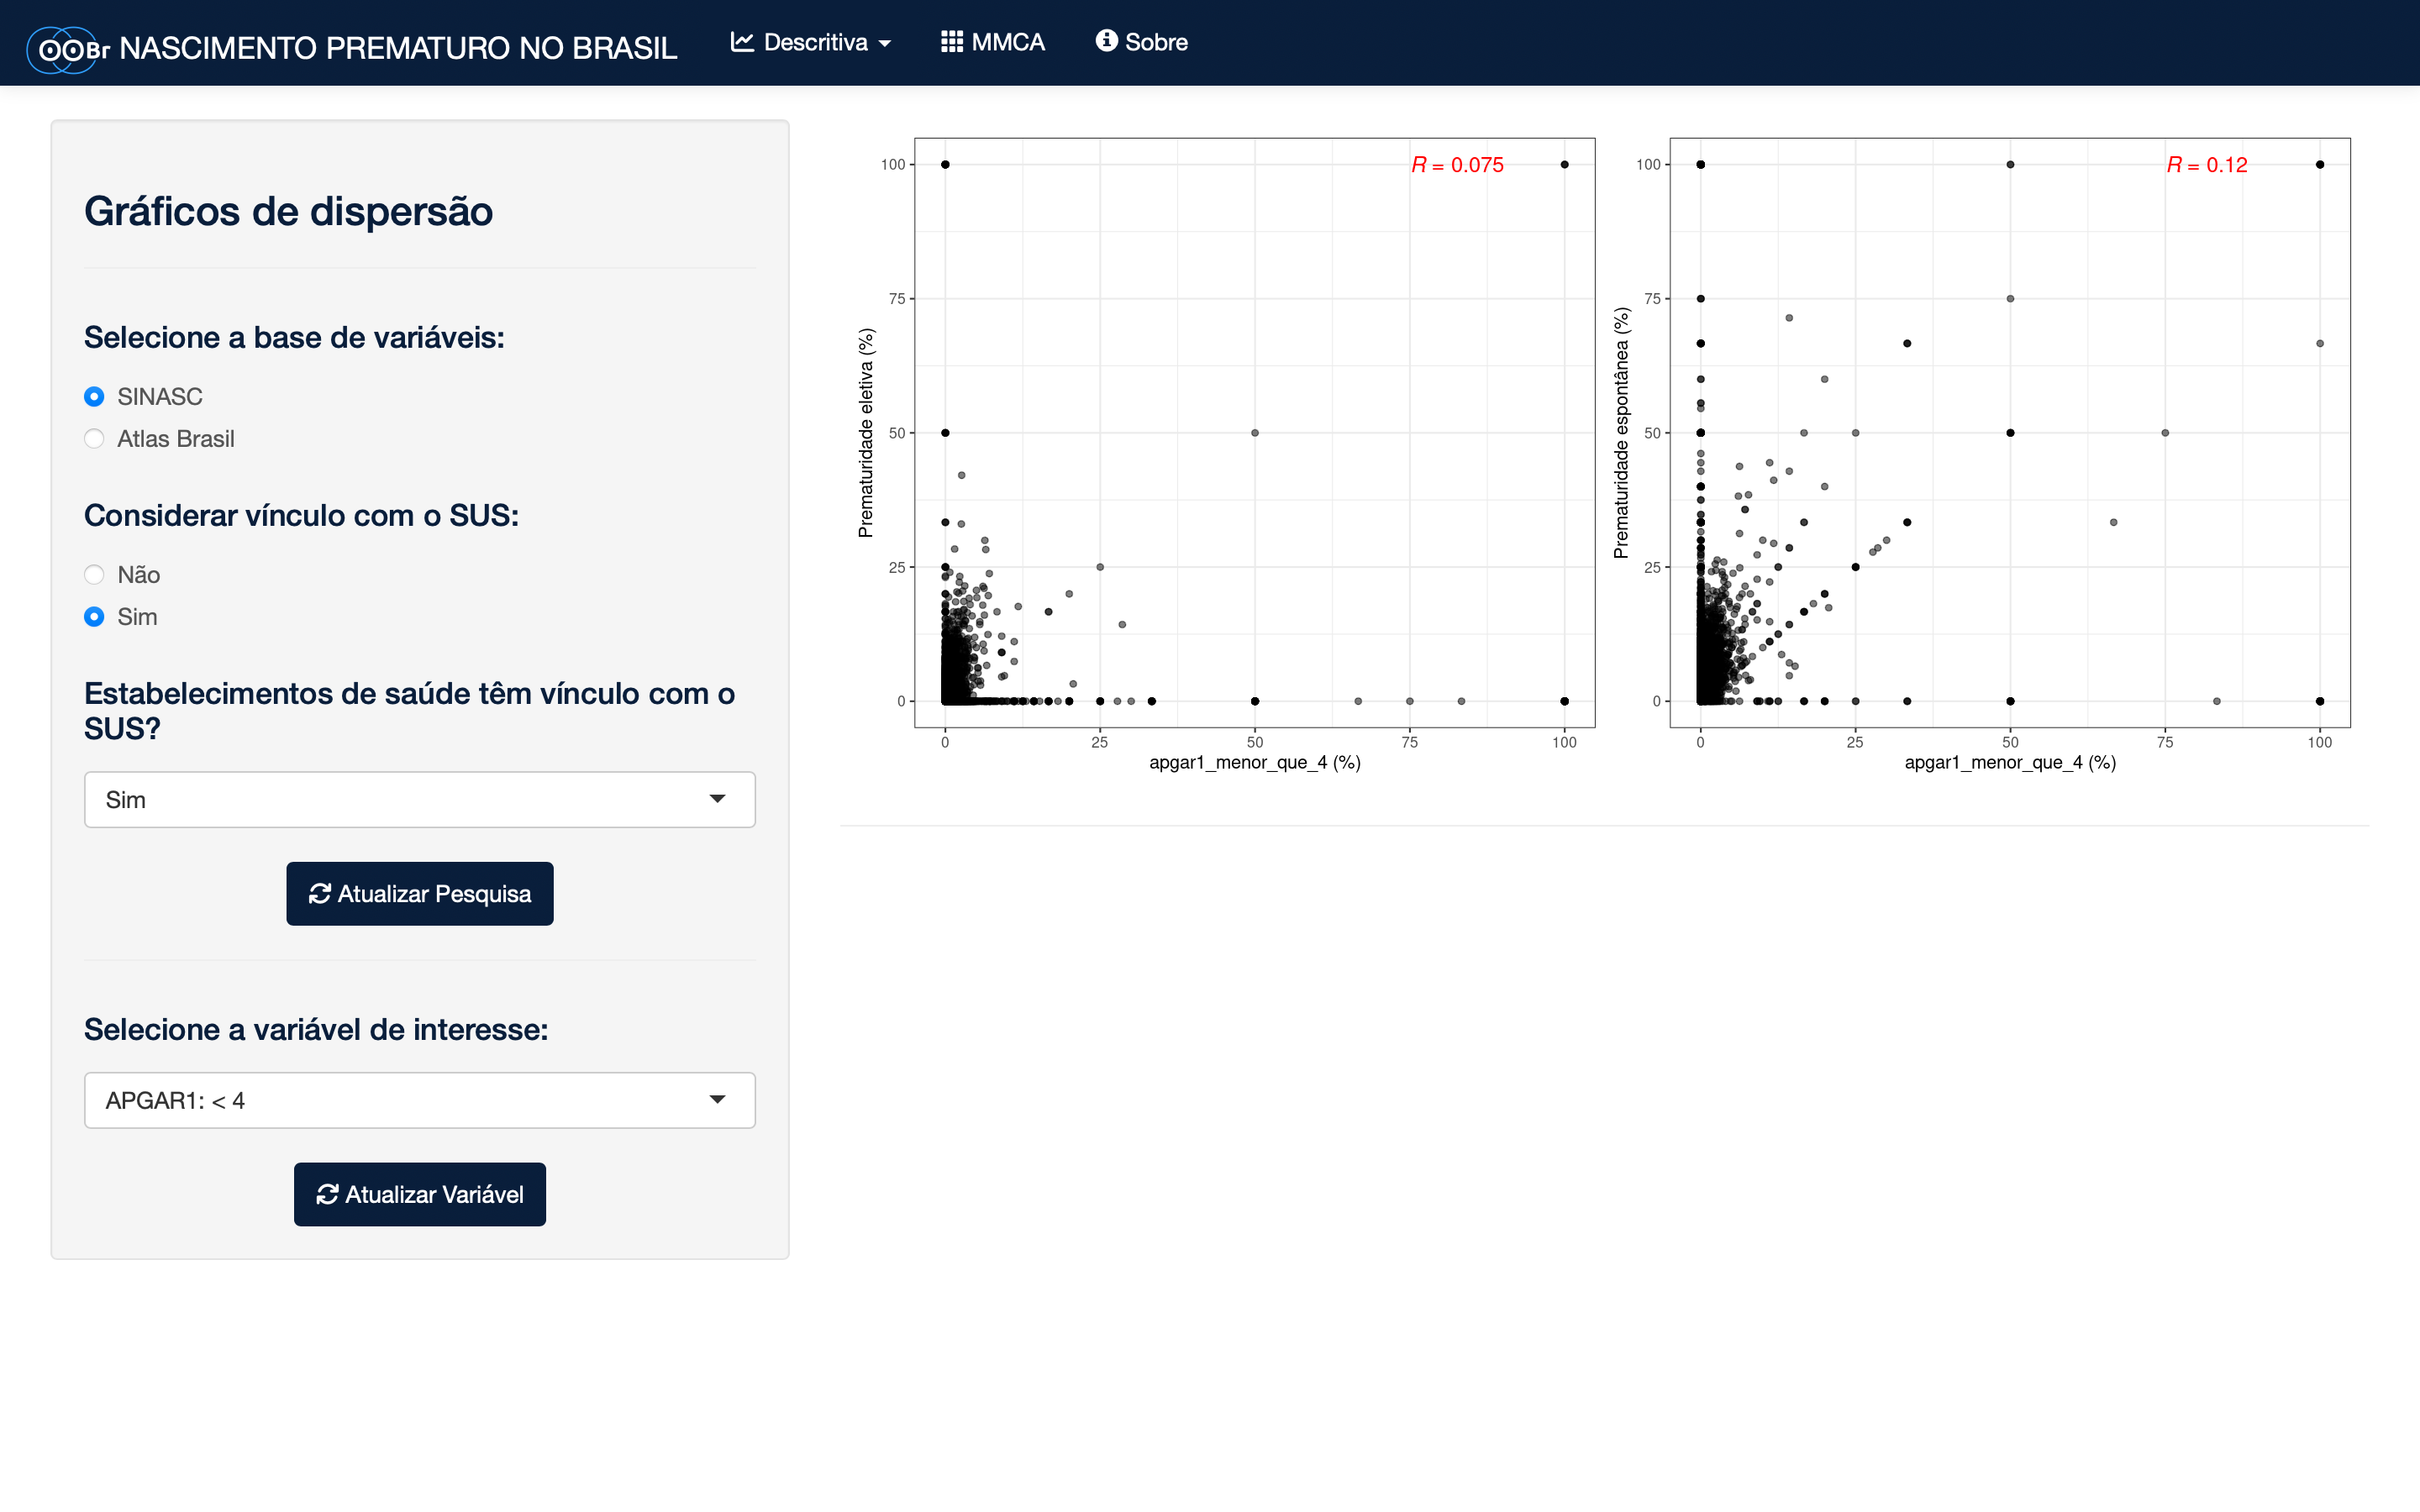 OOBr NASCIMENTO PREMATURO NO BRASIL
Descritiva
MMCA
Sobre
Gráficos de dispersão
Selecione a base de variáveis:
SINASC
Atlas Brasil
Considerar vínculo com o SUS:
Não
Sim
Estabelecimentos de saúde têm vínculo com o
SUS?
Sim
Atualizar Pesquisa
Selecione a variável de interesse:
APGAR1: < 4
Atualizar Variável
R = 0.075
100
75
50
25
0
Prematuridade eletiva (%)
0 25 50 75 100
apgar1_menor_que_4 (%)
R = 0.12
100
75
50
25
0
Prematuridade espontânea (%)
0 25 50 75 100
apgar1_menor_que_4 (%)